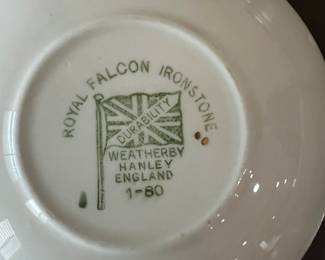 ROYAL FALCON IRONSTONE
DURABILITY
WEATHERBY
HANLEY
ENGLAND
1-80